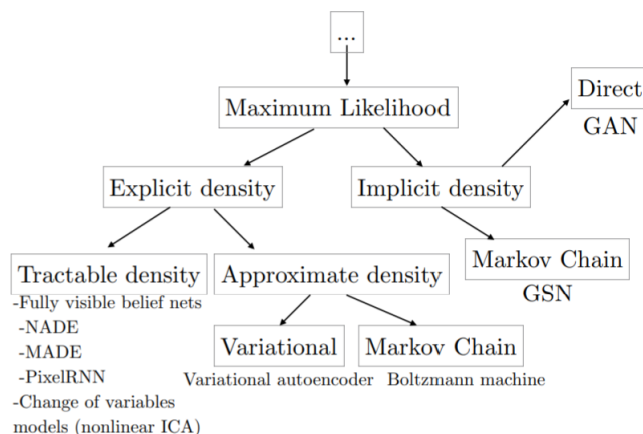 ...
Maximum Likelihood
Direct
GAN
Explicit density
Implicit density
Tractable density
-Fully visible belief nets
-NADE
-MADE
-PixelRNN
-Change of variables
models (nonlinear ICA)
Approximate density
Markov Chain
GSN
Variational
Variational autoencoder
Markov Chain
Boltzmann machine